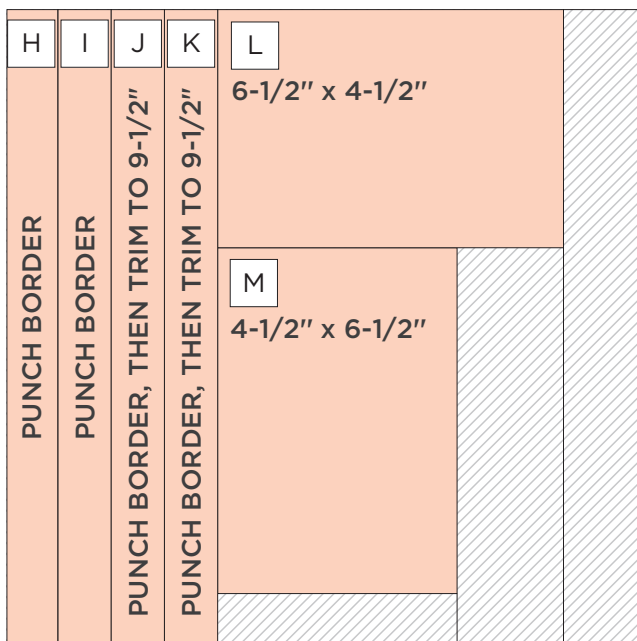 H
I
J
K
L
6-1/2" x 4-1/2"
PUNCH BORDER
PUNCH BORDER
PUNCH BORDER, THEN TRIM TO 9-1/2"
PUNCH BORDER, THEN TRIM TO 9-1/2"
M
4-1/2" x 6-1/2"